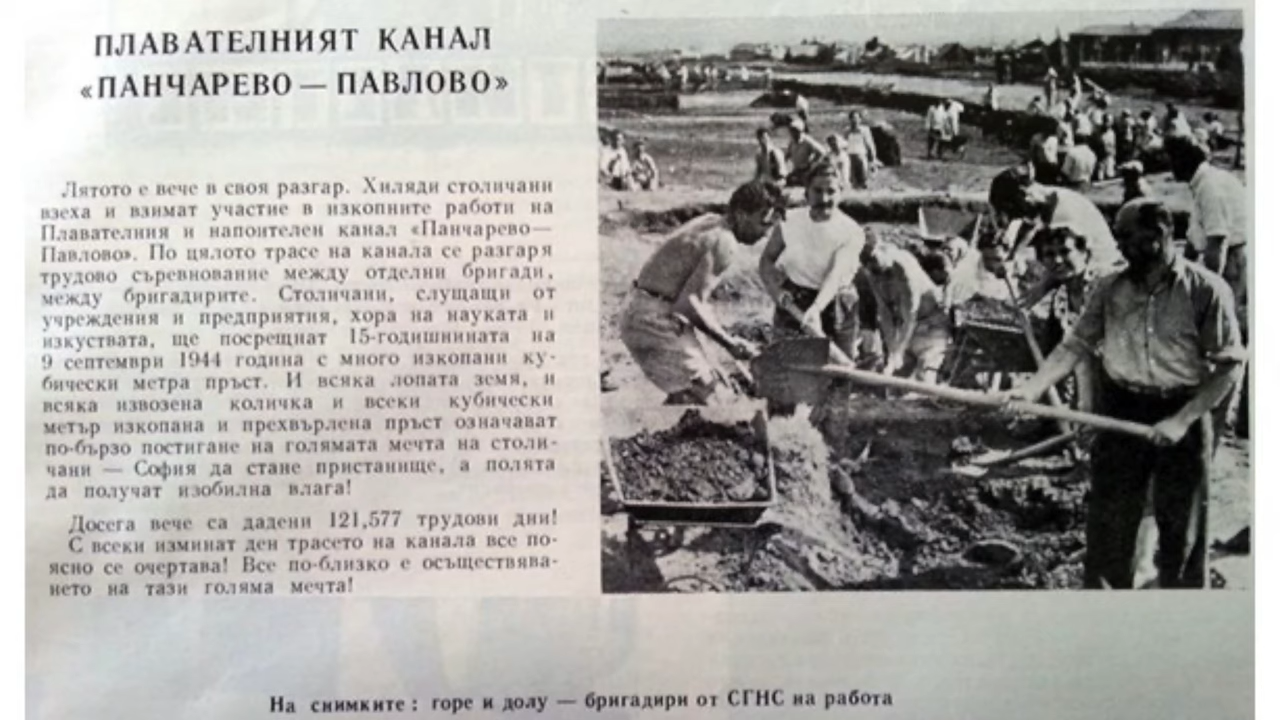 ПЛАВАТЕЛНИЯТ КАНАЛ
«ПАНЧАРЕВО — ПАВЛОВО»
Лятото е вече в своя разгар. Хиляди столичани
взеха и взимат участие в изкопните работи на
Плавателния и напоителен канал «Панчарево—
Павлово». По цялото трасе на канала се разгаря
трудово съревнование между отделни бригади,
между бригадирите. Столичани, слущащи от
учреждения и предприятия, хора на науката и
изкуствата, ще посрещнат 15-годишнината на
9 септември 1944 година с много изкопани ку-
бически метра пръст. И всяка лопата земя, и
всяка извозена количка и всеки кубически
метър изкопана и прехвърлена пръст означават
по-бързо постигане на голямата мечта на столи-
чани — София да стане пристанище, а полята
да получат изобилна влага!
Досега вече са дадени 121,577 трудови дни!
С всеки изминат ден трасето на канала все по-
ясно се очертава! Все по-близко е осъществява-
нето на тази голяма мечта!
На снимките: горе и долу — бригадири от СГНС на работа